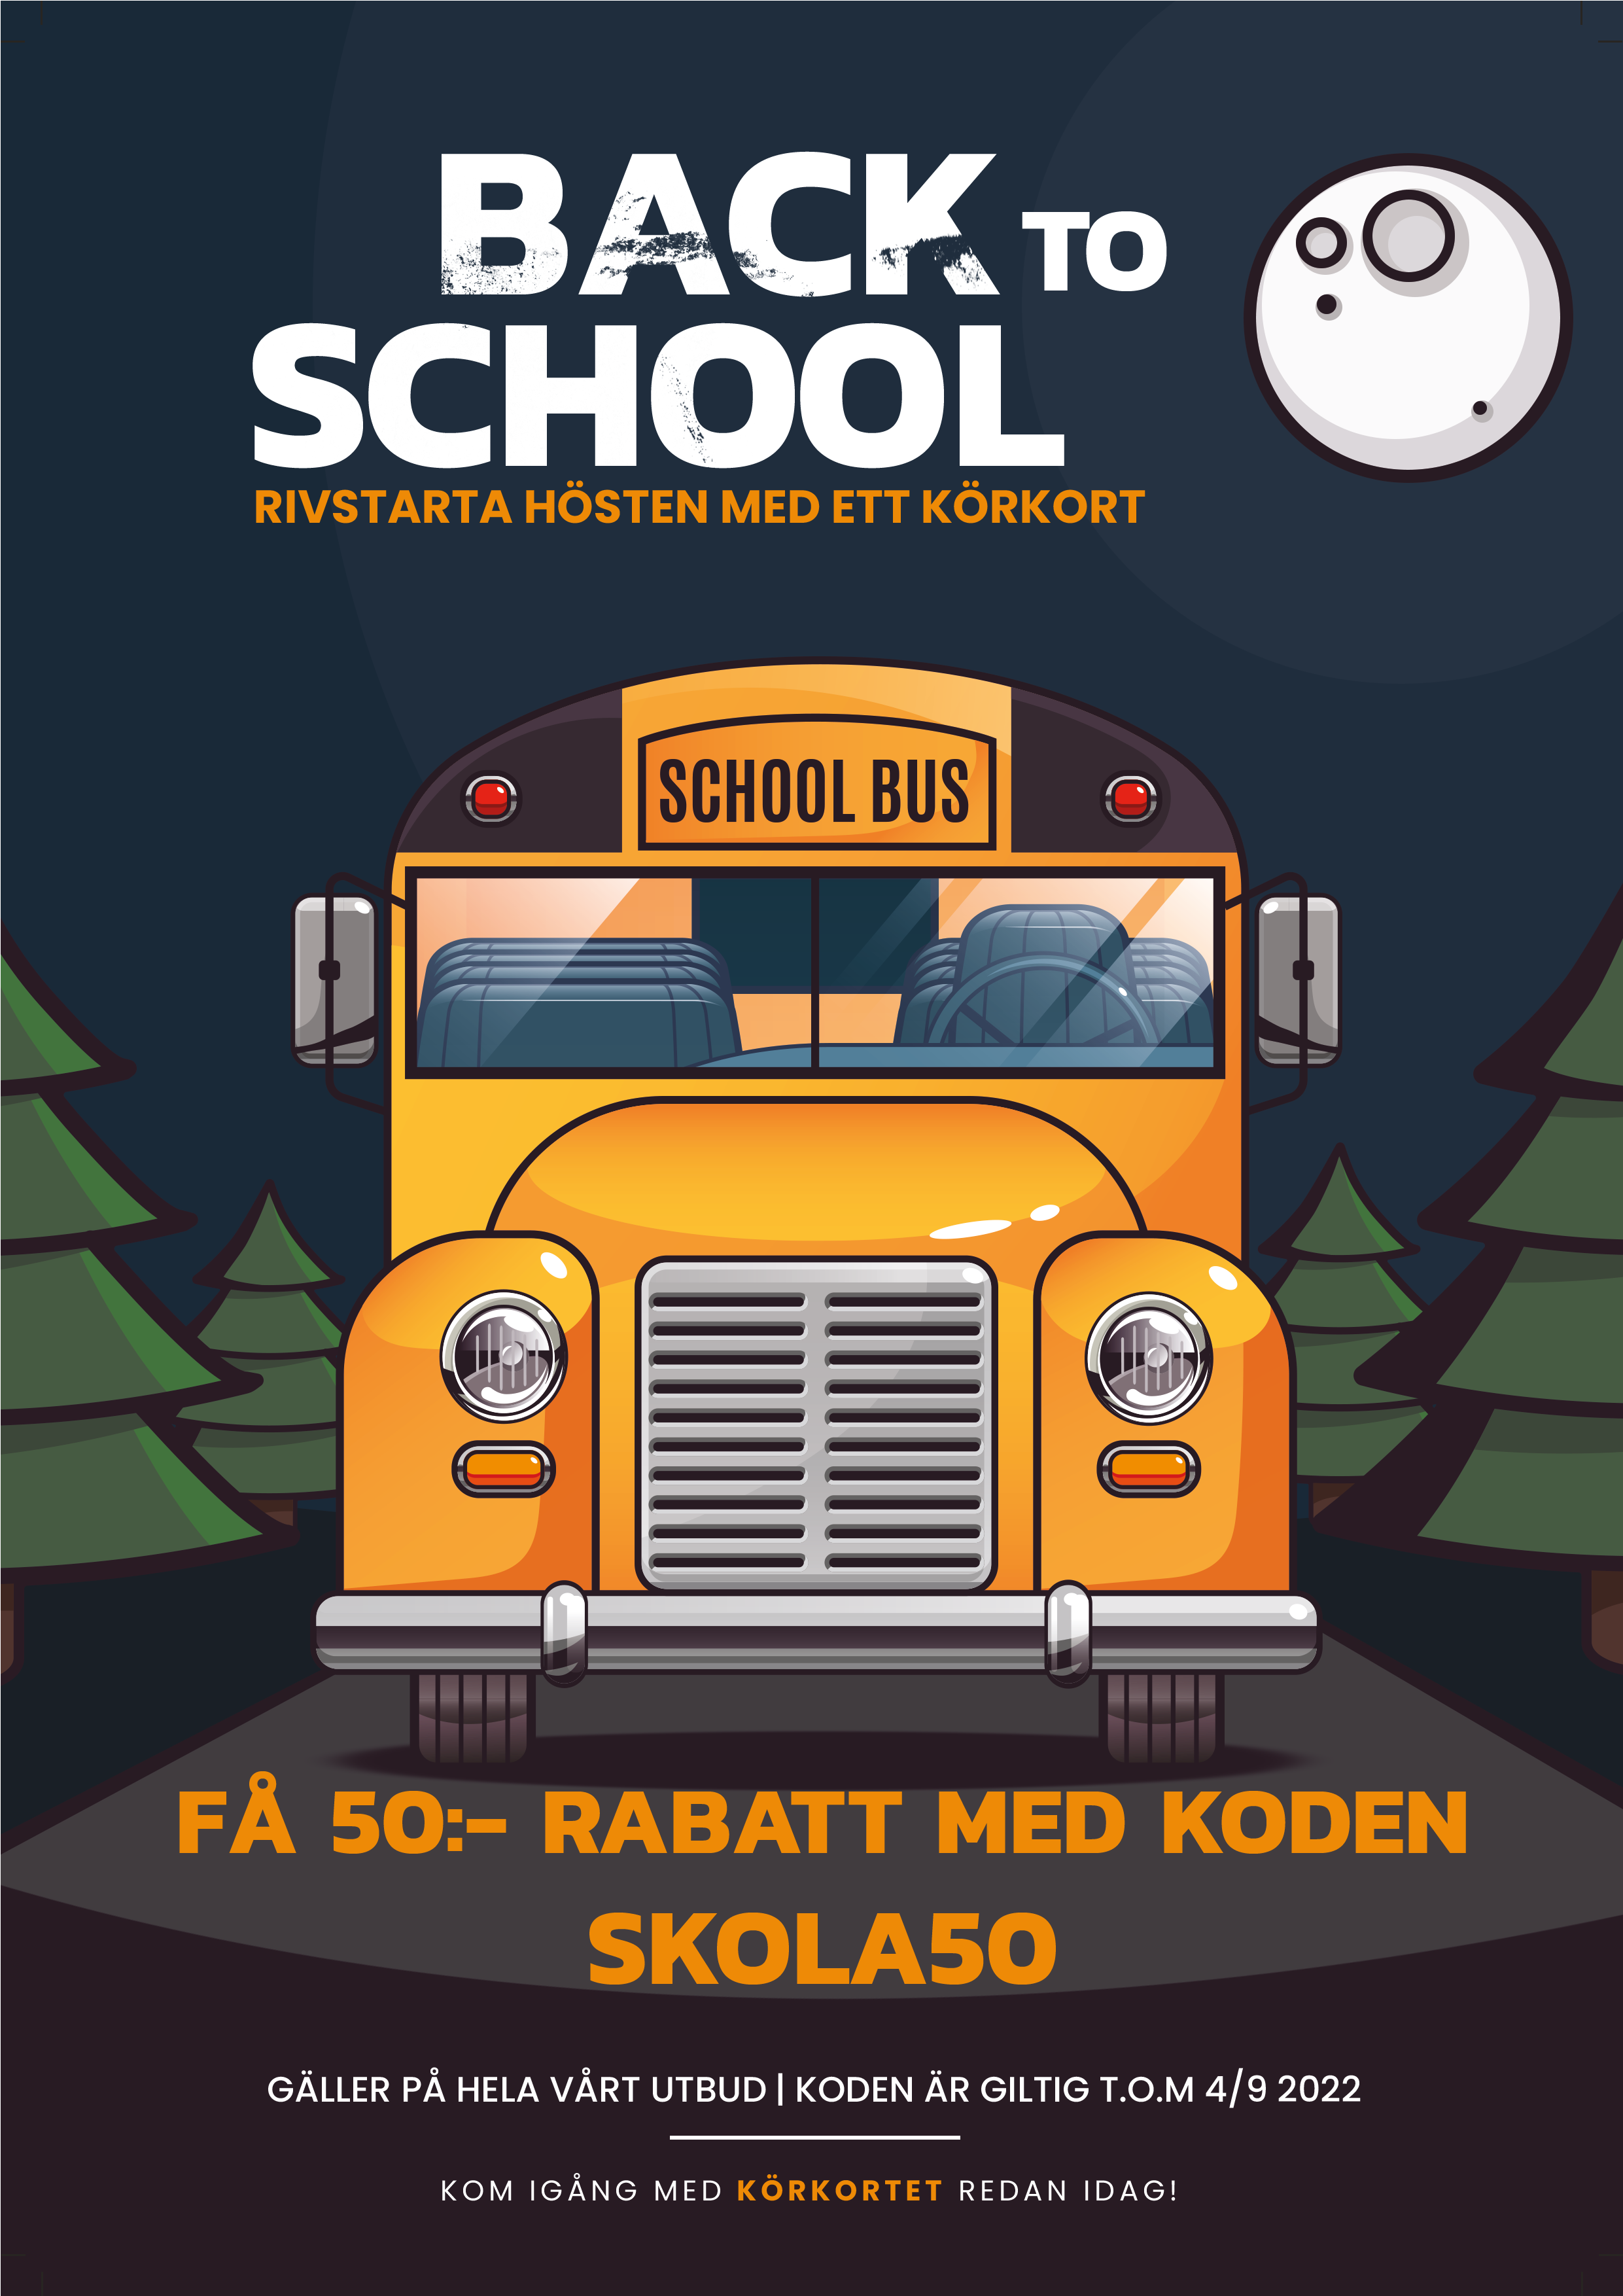 BACK TO
SCHOOL
RIVSTARTA HÖSTEN MED ETT KÖRKORT
SCHOOL BUS
FÅ 50:- RABATT MED KODEN
SKOLA50
GÄLLER PÅ HELA VÅRT UTBUD | KODEN ÄR GILTIG T.O.M 4/9 2022
KOM IGÅNG MED KÖRKORTET REDAN IDAG!